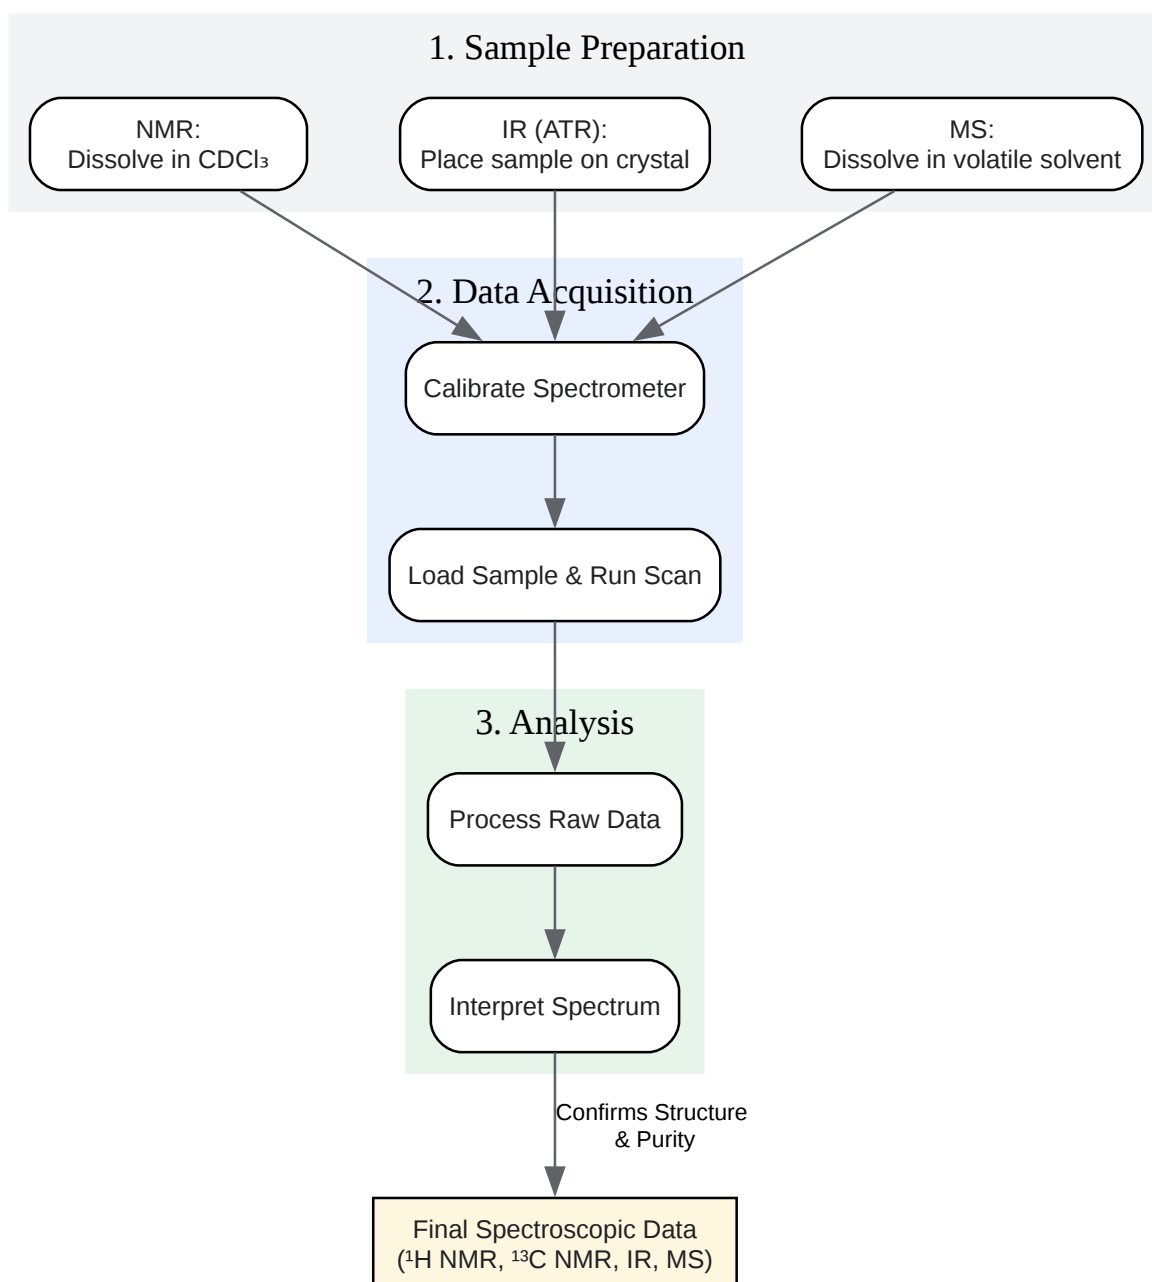 1. Sample Preparation
NMR:
Dissolve in CDCl₃
IR (ATR):
Place sample on crystal
MS:
Dissolve in volatile solvent
2. Data Acquisition
Calibrate Spectrometer
Load Sample & Run Scan
3. Analysis
Process Raw Data
Interpret Spectrum
Confirms Structure
& Purity
Final Spectroscopic Data
(¹H NMR, ¹³C NMR, IR, MS)